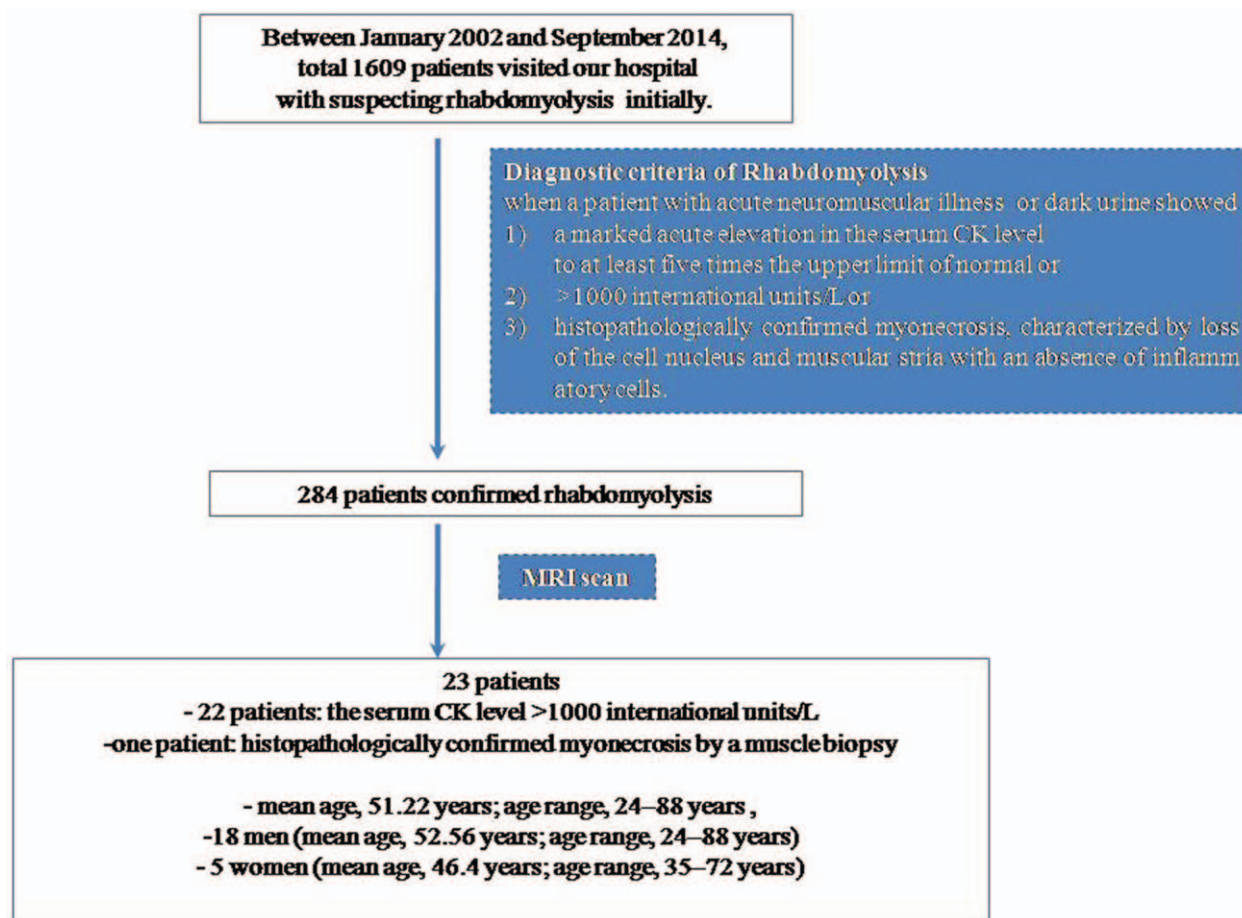 Between January 2002 and September 2014,
total 1609 patients visited our hospital
with suspecting rhabdomyolysis initially.
Diagnostic criteria of Rhabdomyolysis
when a patient with acute neuromuscular illness or dark urine showed
1) a marked acute elevation in the serum CK level
to at least five times the upper limit of normal or
2) >1000 international units/L or
3) histopathologically confirmed myonecrosis, characterized by loss
of the cell nucleus and muscular stria with an absence of inflamm
atory cells.
284 patients confirmed rhabdomyolysis
MRI scan
23 patients
- 22 patients: the serum CK level >1000 international units/L
-one patient: histopathologically confirmed myonecrosis by a muscle biopsy
- mean age, 51.22 years; age range, 24–88 years ,
-18 men (mean age, 52.56 years; age range, 24–88 years)
- 5 women (mean age, 46.4 years; age range, 35–72 years)